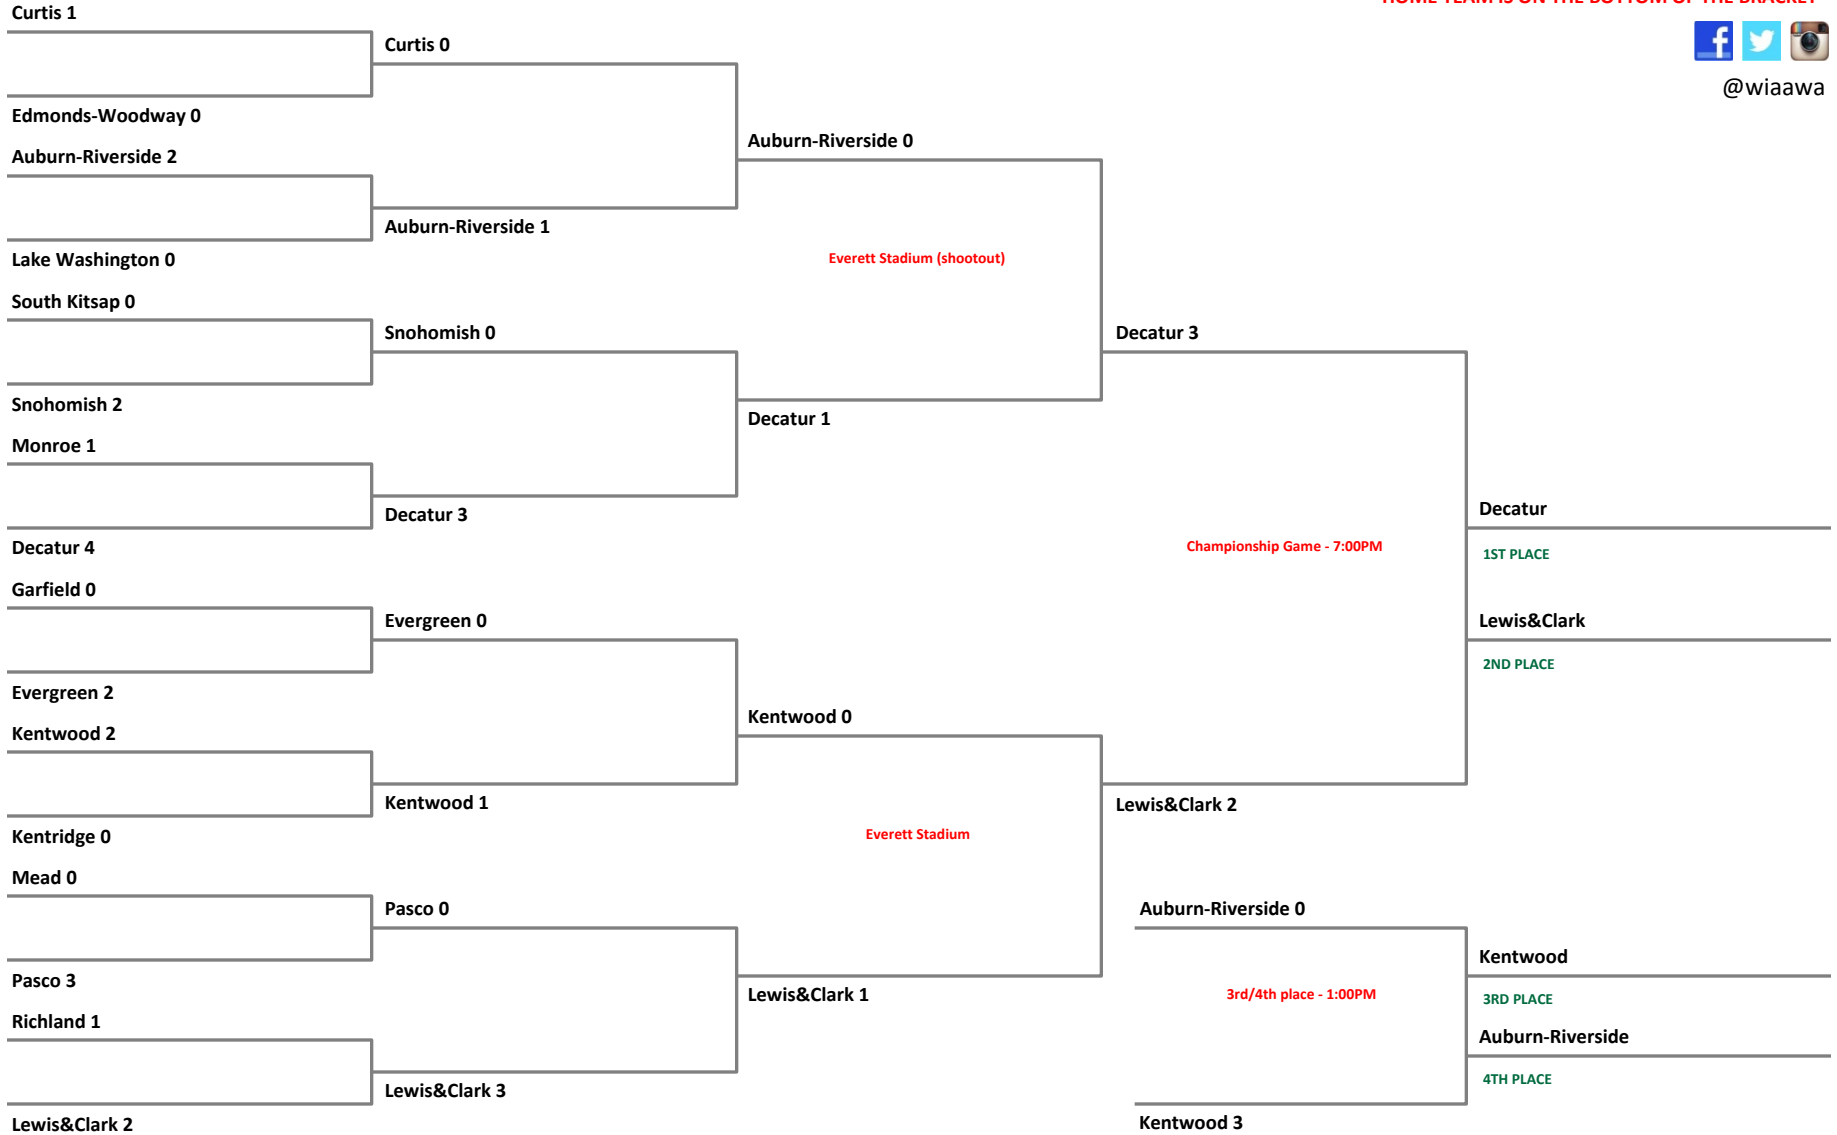 HOME TEAM IS ON THE BOTTOM OF THE BRACKET
@wiaawa
Curtis 1
Edmonds-Woodway 0
Auburn-Riverside 2
Lake Washington 0
South Kitsap 0
Snohomish 2
Monroe 1
Decatur 4
Garfield 0
Evergreen 2
Kentwood 2
Kentridge 0
Mead 0
Pasco 3
Richland 1
Lewis&Clark 2
Curtis 0
Auburn-Riverside 1
Snohomish 0
Decatur 3
Evergreen 0
Kentwood 1
Pasco 0
Lewis&Clark 3
Auburn-Riverside 0
Everett Stadium (shootout)
Decatur 1
Kentwood 0
Everett Stadium
Lewis&Clark 1
Decatur 3
Championship Game - 7:00PM
Lewis&Clark 2
Auburn-Riverside 0
3rd/4th place - 1:00PM
Kentwood 3
Decatur
1ST PLACE
Lewis&Clark
2ND PLACE
Kentwood
3RD PLACE
Auburn-Riverside
4TH PLACE